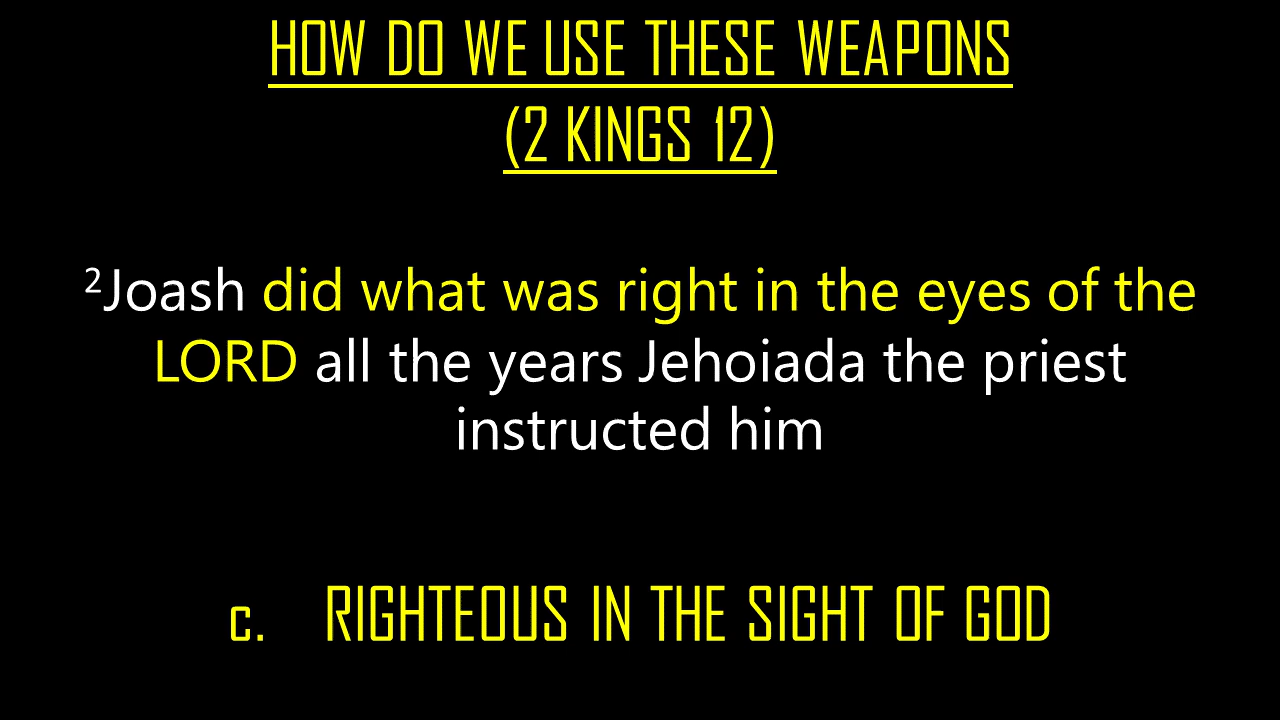 HOW DO WE USE THESE WEAPONS
(2 KINGS 12)
²Joash did what was right in the eyes of the
LORD all the years Jehoiada the priest
instructed him
c. RIGHTEOUS IN THE SIGHT OF GOD